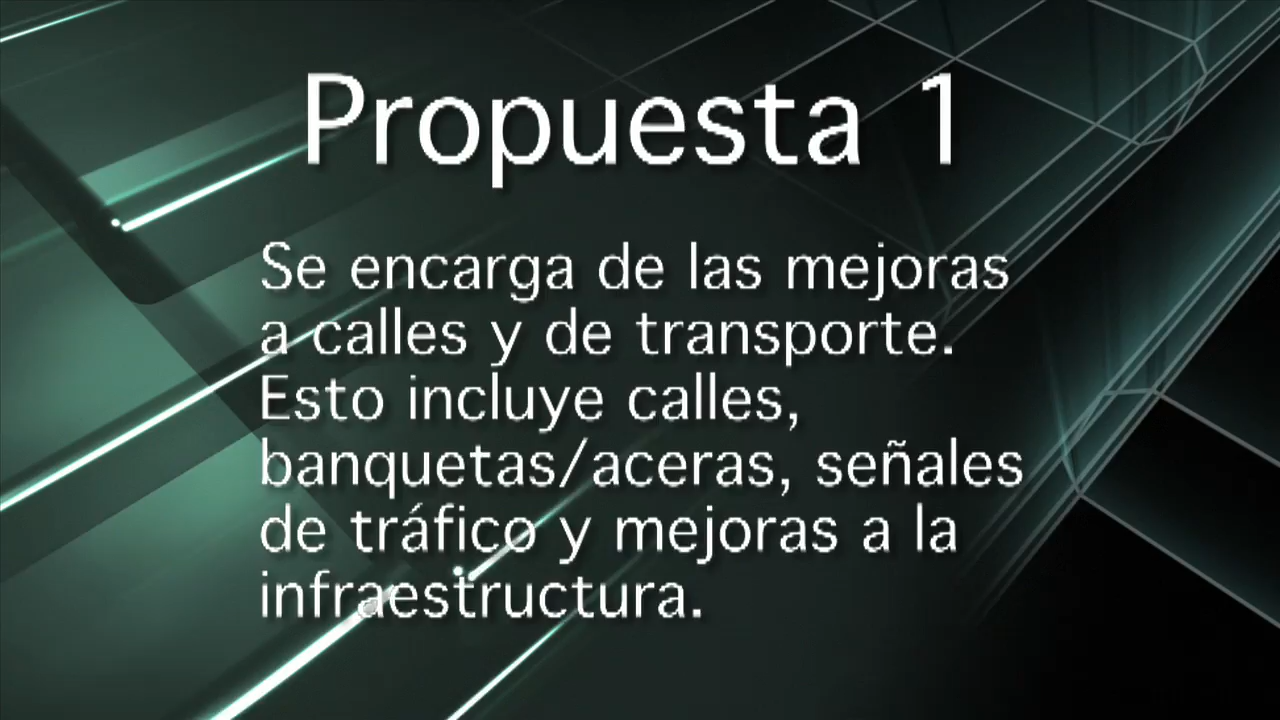 Propuesta 1
Se encarga de las mejoras
a calles y de transporte.
Esto incluye calles,
banquetas/aceras, señales
de tráfico y mejoras a la
infraestructura.